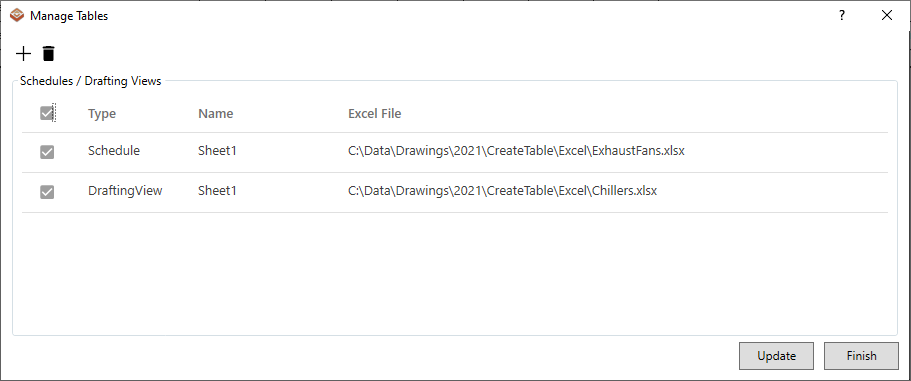 Manage Tables ?
Schedules / Drafting Views
Type Name Excel File
Schedule Sheet1 C:\Data\Drawings\2021\CreateTable\Excel\ExhaustFans.xlsx
DraftingView Sheet1 C:\Data\Drawings\2021\CreateTable\Excel\Chillers.xlsx
Update Finish